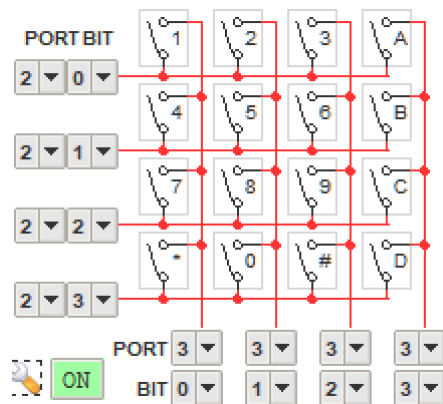 1 2 3 A
PORT BIT
2 0
4 5 6 B
2 1
7 8 9 C
2 2
* 0 # D
2 3
PORT 3 3 3 3
ON BIT 0 1 2 3